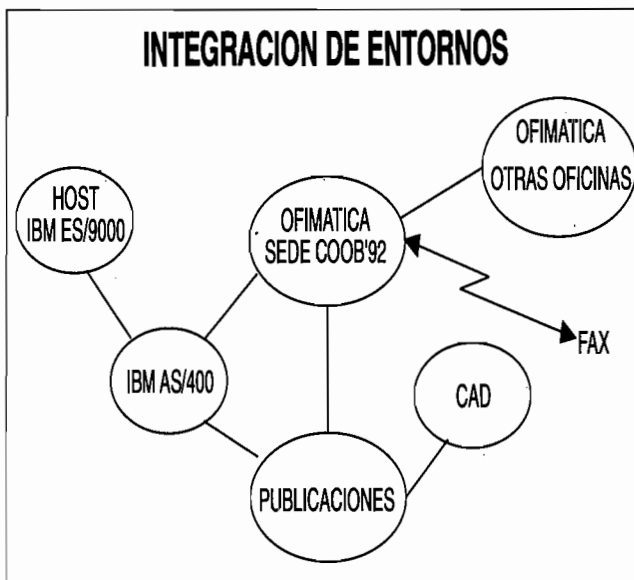 INTEGRACION DE ENTORNOS
OFIMATICA
OTRAS OFICINAS
HOST
IBM ES/9000
OFIMATICA
SEDE COOB'92
FAX
IBM AS/400
CAD
PUBLICACIONES